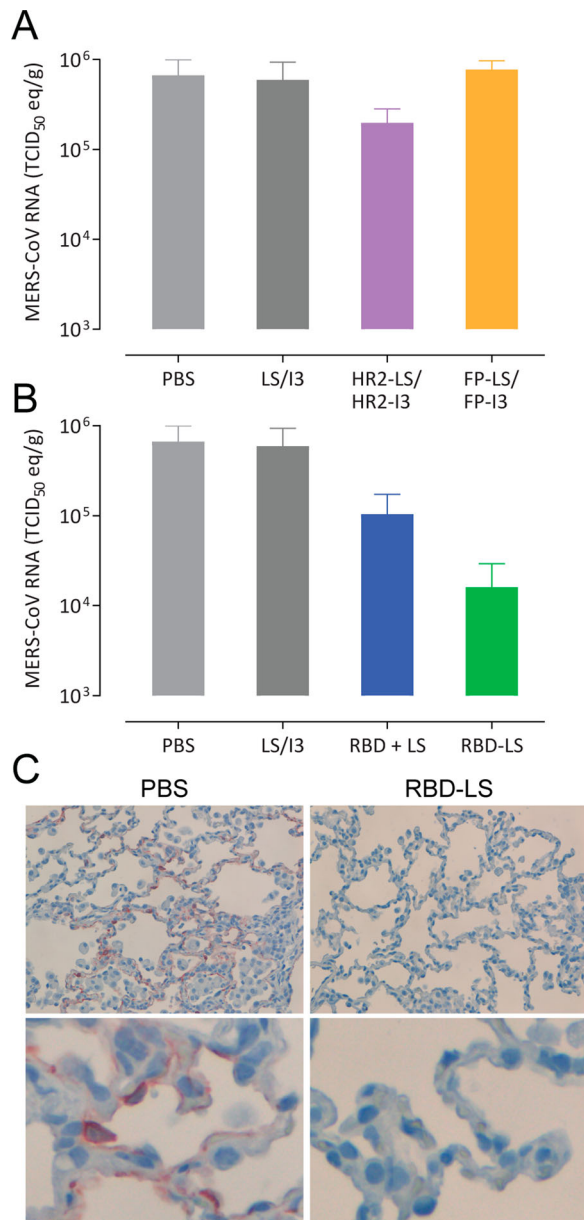 A
MERS-CoV RNA (TCID50 eq/g)
10⁶
10⁵
10⁴
10³
PBS
LS/I3
HR2-LS/
HR2-I3
FP-LS/
FP-I3
B
MERS-CoV RNA (TCID50 eq/g)
10⁶
10⁵
10⁴
10³
PBS
LS/I3
RBD + LS
RBD-LS
C
PBS
RBD-LS